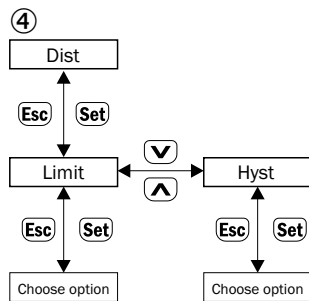 ④
Dist
Esc Set
Limit Hyst
Esc Set Esc Set
Choose option Choose option